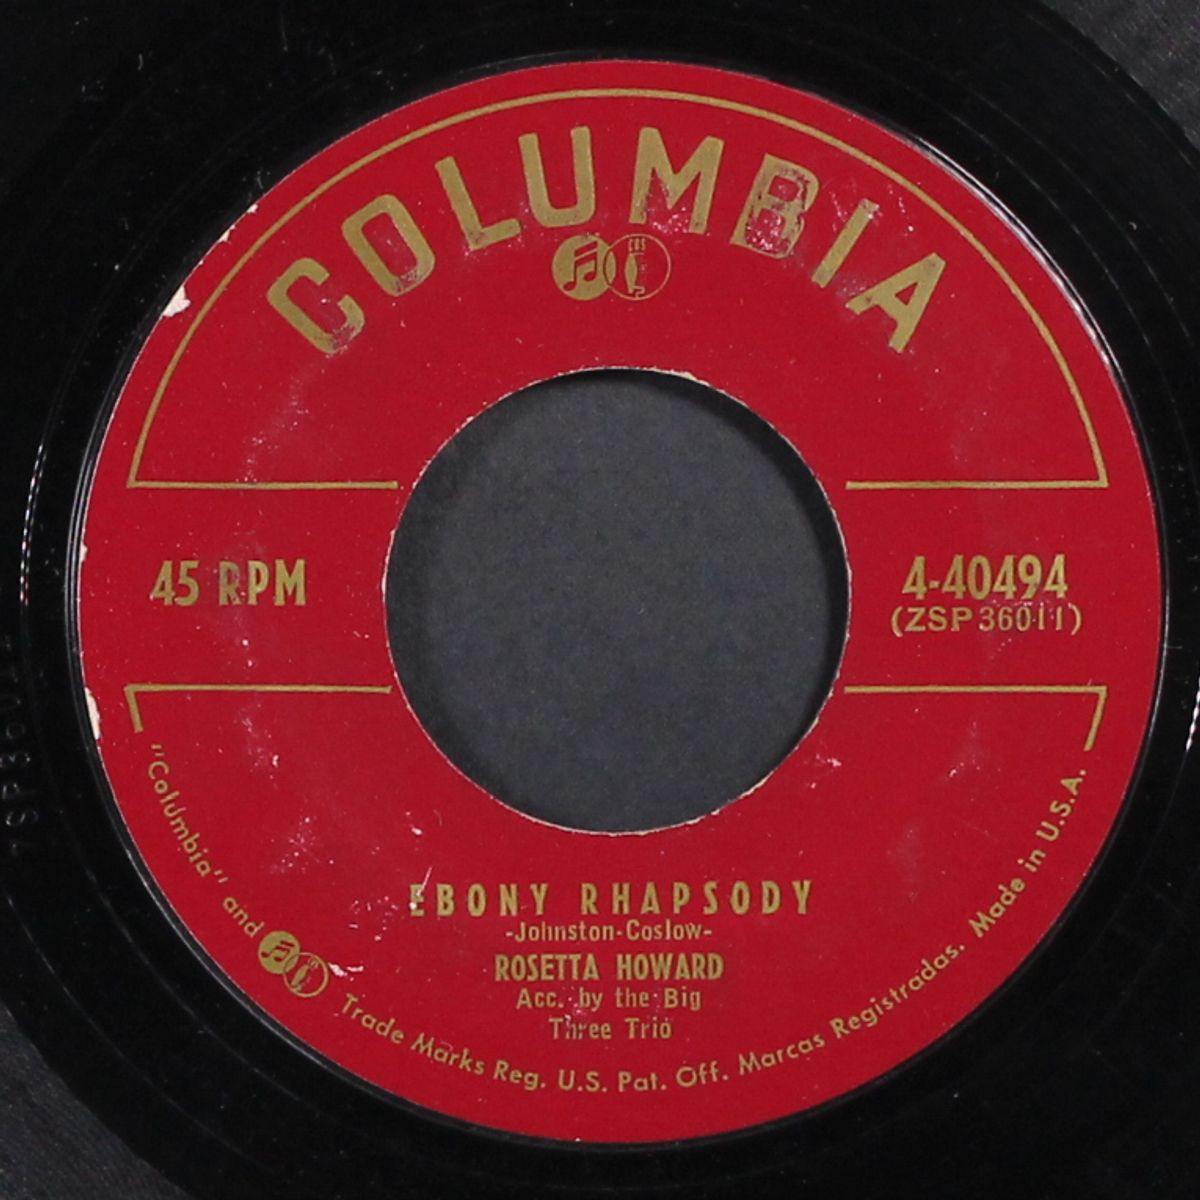 COLUMBIA
CBS
45 RPM
4-40494
(ZSP 36011)
EBONY RHAPSODY
-Johnston-Coslow-
ROSETTA HOWARD
Acc. by the Big
Three Trio
"Columbia" and Trade Marks Reg. U.S. Pat. Off. Marcas Registradas. Made in U.S.A.